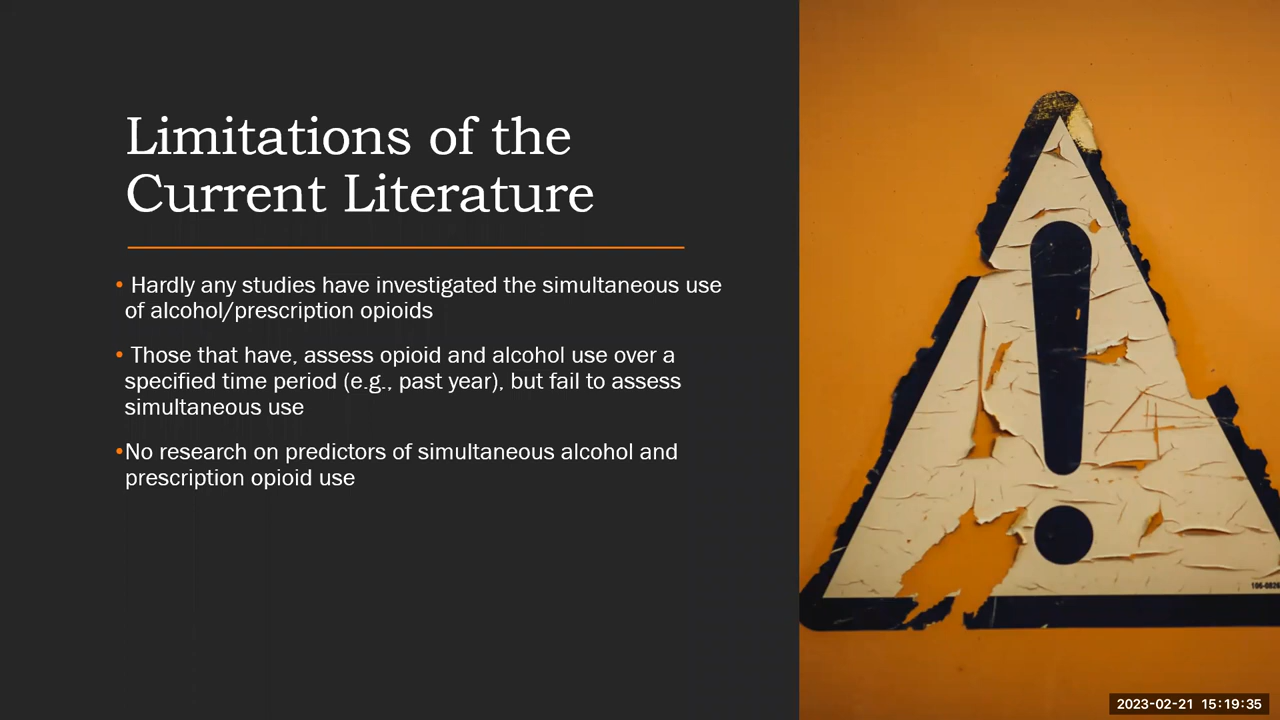 Limitations of the
Current Literature
• Hardly any studies have investigated the simultaneous use
of alcohol/prescription opioids
• Those that have, assess opioid and alcohol use over a
specified time period (e.g., past year), but fail to assess
simultaneous use
•No research on predictors of simultaneous alcohol and
prescription opioid use
2023-02-21 15:19:35